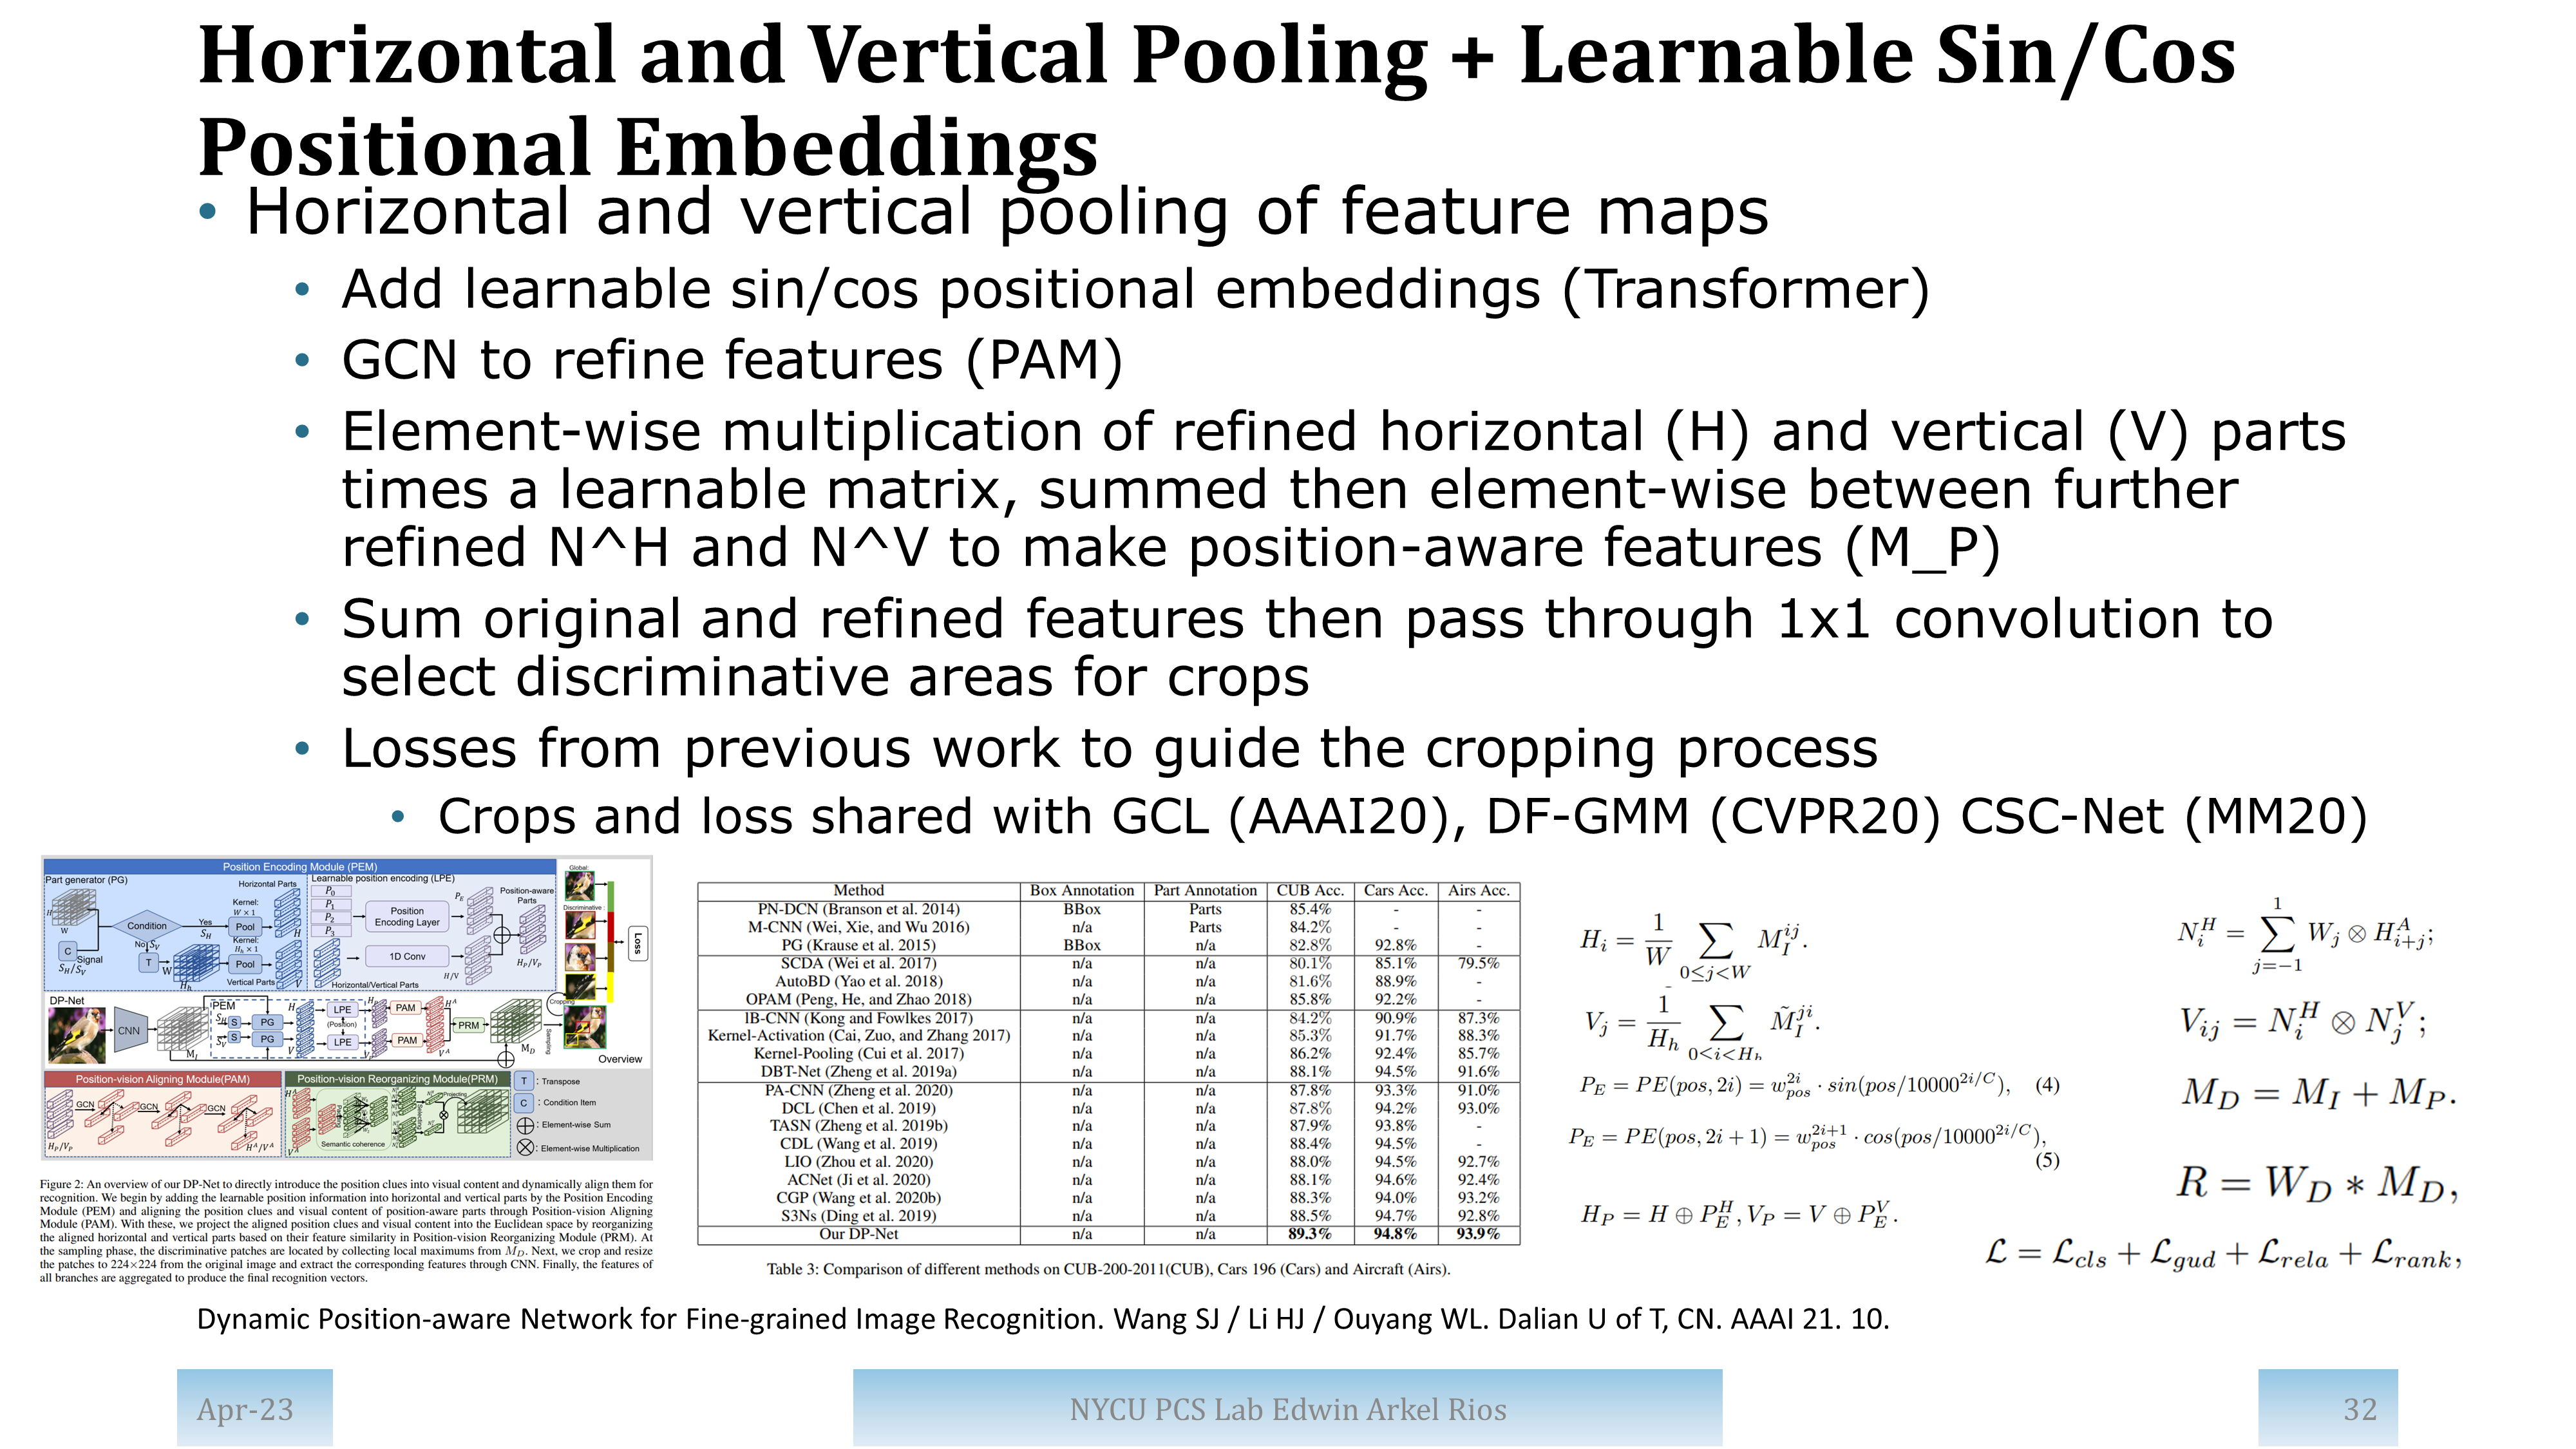 Horizontal and Vertical Pooling + Learnable Sin/Cos
Positional Embeddings
• Horizontal and vertical pooling of feature maps
• Add learnable sin/cos positional embeddings (Transformer)
• GCN to refine features (PAM)
• Element-wise multiplication of refined horizontal (H) and vertical (V) parts
times a learnable matrix, summed then element-wise between further
refined N^H and N^V to make position-aware features (M_P)
• Sum original and refined features then pass through 1x1 convolution to
select discriminative areas for crops
• Losses from previous work to guide the cropping process
• Crops and loss shared with GCL (AAAI20), DF-GMM (CVPR20) CSC-Net (MM20)
Position Encoding Module (PEM)
Part generator (PG)
Horizontal Parts
Learnable position encoding (LPE)
Kernel:
W × 1
Condition
Yes
S_H
Pool
No
S_V
Kernel:
H_h × 1
C
Signal
S_H/S_V
T
W
Pool
H_h
Vertical Parts
P_0
P_1
P_2
P_3
Position
Encoding Layer
P_E
Position-aware
Parts
1D Conv
H/V
H_P/V_P
Horizontal/Vertical Parts
Global:
Discriminative:
Loss
DP-Net
CNN
M_I
PEM
S_H
S
PG
H
LPE
(Position)
PAM
H^A
PRM
Cropping
S_V
S
PG
V
LPE
PAM
V^A
M_D
Sampling
Overview
Position-vision Aligning Module(PAM)
GCN
GCN
GCN
H_P/V_P
H^A/V^A
Position-vision Reorganizing Module(PRM)
H^A
V^A
Semantic coherence
Projecting
T : Transpose
C : Condition Item
⊕ : Element-wise Sum
⊗ : Element-wise Multiplication
Figure 2: An overview of our DP-Net to directly introduce the position clues into visual content and dynamically align them for
recognition. We begin by adding the learnable position information into horizontal and vertical parts by the Position Encoding
Module (PEM) and aligning the position clues and visual content of position-aware parts through Position-vision Aligning
Module (PAM). With these, we project the aligned position clues and visual content into the Euclidean space by reorganizing
the aligned horizontal and vertical parts based on their feature similarity in Position-vision Reorganizing Module (PRM). At
the sampling phase, the discriminative patches are located by collecting local maximums from M_D. Next, we crop and resize
the patches to 224×224 from the original image and extract the corresponding features through CNN. Finally, the features of
all branches are aggregated to produce the final recognition vectors.
Method Box Annotation Part Annotation CUB Acc. Cars Acc. Airs Acc.
PN-DCN (Branson et al. 2014) BBox Parts 85.4% - -
M-CNN (Wei, Xie, and Wu 2016) n/a Parts 84.2% - -
PG (Krause et al. 2015) BBox n/a 82.8% 92.8% -
SCDA (Wei et al. 2017) n/a n/a 80.1% 85.1% 79.5%
AutoBD (Yao et al. 2018) n/a n/a 81.6% 88.9% -
OPAM (Peng, He, and Zhao 2018) n/a n/a 85.8% 92.2% -
IB-CNN (Kong and Fowlkes 2017) n/a n/a 84.2% 90.9% 87.3%
Kernel-Activation (Cai, Zuo, and Zhang 2017) n/a n/a 85.3% 91.7% 88.3%
Kernel-Pooling (Cui et al. 2017) n/a n/a 86.2% 92.4% 85.7%
DBT-Net (Zheng et al. 2019a) n/a n/a 88.1% 94.5% 91.6%
PA-CNN (Zheng et al. 2020) n/a n/a 87.8% 93.3% 91.0%
DCL (Chen et al. 2019) n/a n/a 87.8% 94.2% 93.0%
TASN (Zheng et al. 2019b) n/a n/a 87.9% 93.8% -
CDL (Wang et al. 2019) n/a n/a 88.4% 94.5% -
LIO (Zhou et al. 2020) n/a n/a 88.0% 94.5% 92.7%
ACNet (Ji et al. 2020) n/a n/a 88.1% 94.6% 92.4%
CGP (Wang et al. 2020b) n/a n/a 88.3% 94.0% 93.2%
S3Ns (Ding et al. 2019) n/a n/a 88.5% 94.7% 92.8%
Our DP-Net n/a n/a 89.3% 94.8% 93.9%
Table 3: Comparison of different methods on CUB-200-2011(CUB), Cars 196 (Cars) and Aircraft (Airs).
H_i = 1/W ∑_{0≤j<W} M_I^{ij}.
V_j = 1/H_h ∑_{0≤i<H_h} M̃_I^{ji}.
P_E = PE(pos, 2i) = w_{pos}^{2i} · sin(pos/10000^{2i/C}), (4)
P_E = PE(pos, 2i + 1) = w_{pos}^{2i+1} · cos(pos/10000^{2i/C}),
(5)
H_P = H ⊕ P_E^H, V_P = V ⊕ P_E^V.
N_i^H = ∑_{j=−1}^{1} W_j ⊗ H_{i+j}^A;
V_{ij} = N_i^H ⊗ N_j^V;
M_D = M_I + M_P.
R = W_D ∗ M_D,
ℒ = ℒ_{cls} + ℒ_{gud} + ℒ_{rela} + ℒ_{rank},
Dynamic Position-aware Network for Fine-grained Image Recognition. Wang SJ / Li HJ / Ouyang WL. Dalian U of T, CN. AAAI 21. 10.
Apr-23
NYCU PCS Lab Edwin Arkel Rios
32